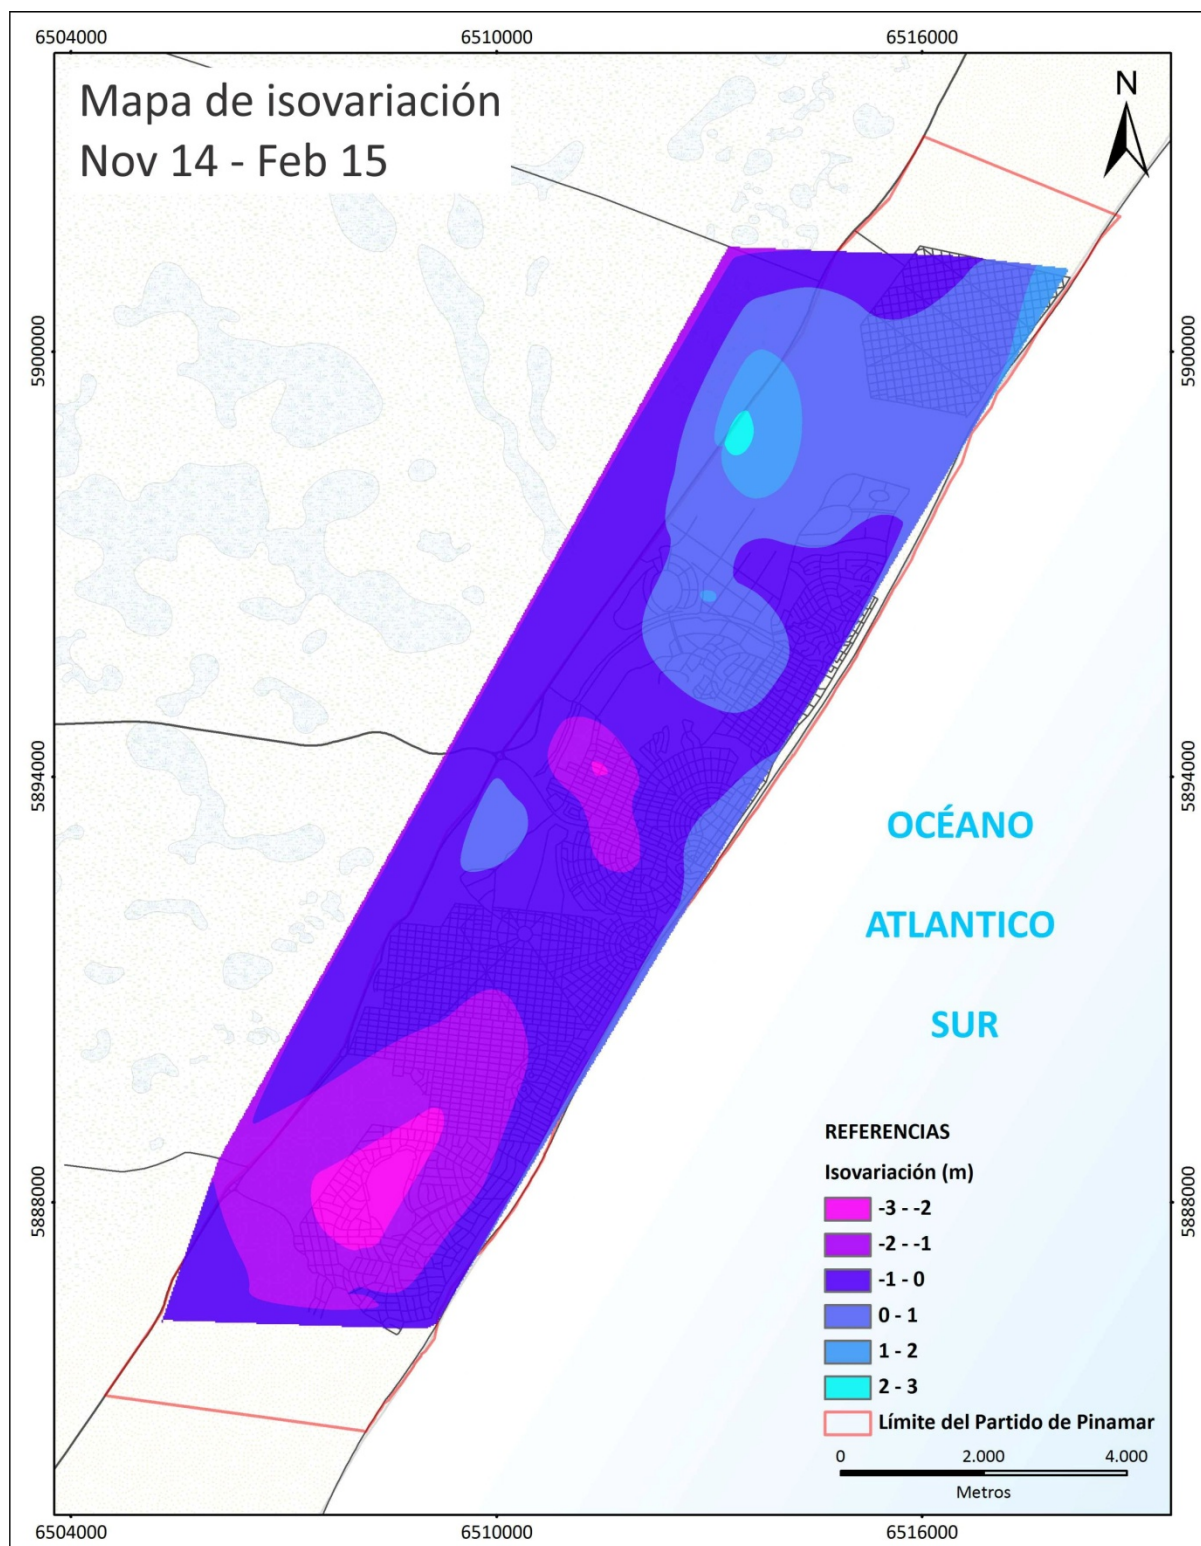 6504000
6510000
6516000
Mapa de isovariación
Nov 14 - Feb 15
N
5900000
5900000
5894000
5894000
OCÉANO
ATLANTICO
SUR
5888000
5888000
REFERENCIAS
Isovariación (m)
-3 - -2
-2 - -1
-1 - 0
0 - 1
1 - 2
2 - 3
Límite del Partido de Pinamar
0
2.000
4.000
Metros
6504000
6510000
6516000